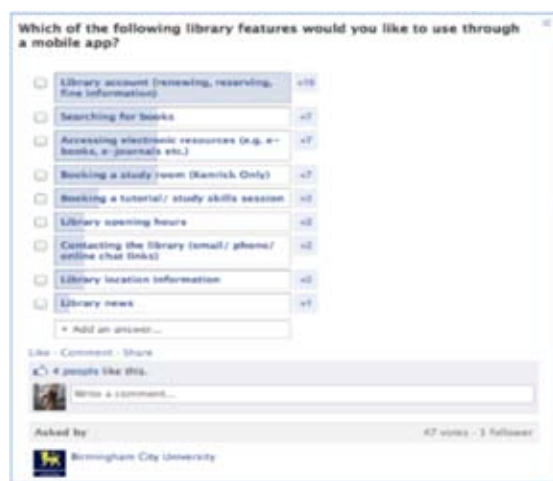 Which of the following library features would you like to use through
a mobile app?
Library account (renewing, reserving,
fine information)
Searching for books
+7
Accessing electronic resources (e.g. e-
books, e-journals etc.)
+7
Booking a study room (Kenrick Only)
+7
Booking a tutorial/ study skills session
Library opening hours
Contacting the library (email/ phone/
online chat links)
+2
Library location information
Library news
+1
+ Add an answer...
Like · Comment · Share
4 people like this.
Write a comment...
Asked by
47 votes · 1 follower
Birmingham City University